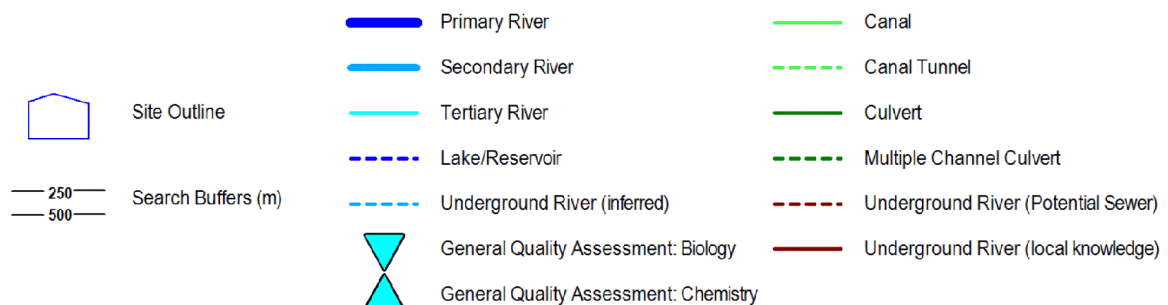 Site Outline
250
500
Search Buffers (m)
Primary River
Secondary River
Tertiary River
Lake/Reservoir
Underground River (inferred)
General Quality Assessment: Biology
General Quality Assessment: Chemistry
Canal
Canal Tunnel
Culvert
Multiple Channel Culvert
Underground River (Potential Sewer)
Underground River (local knowledge)